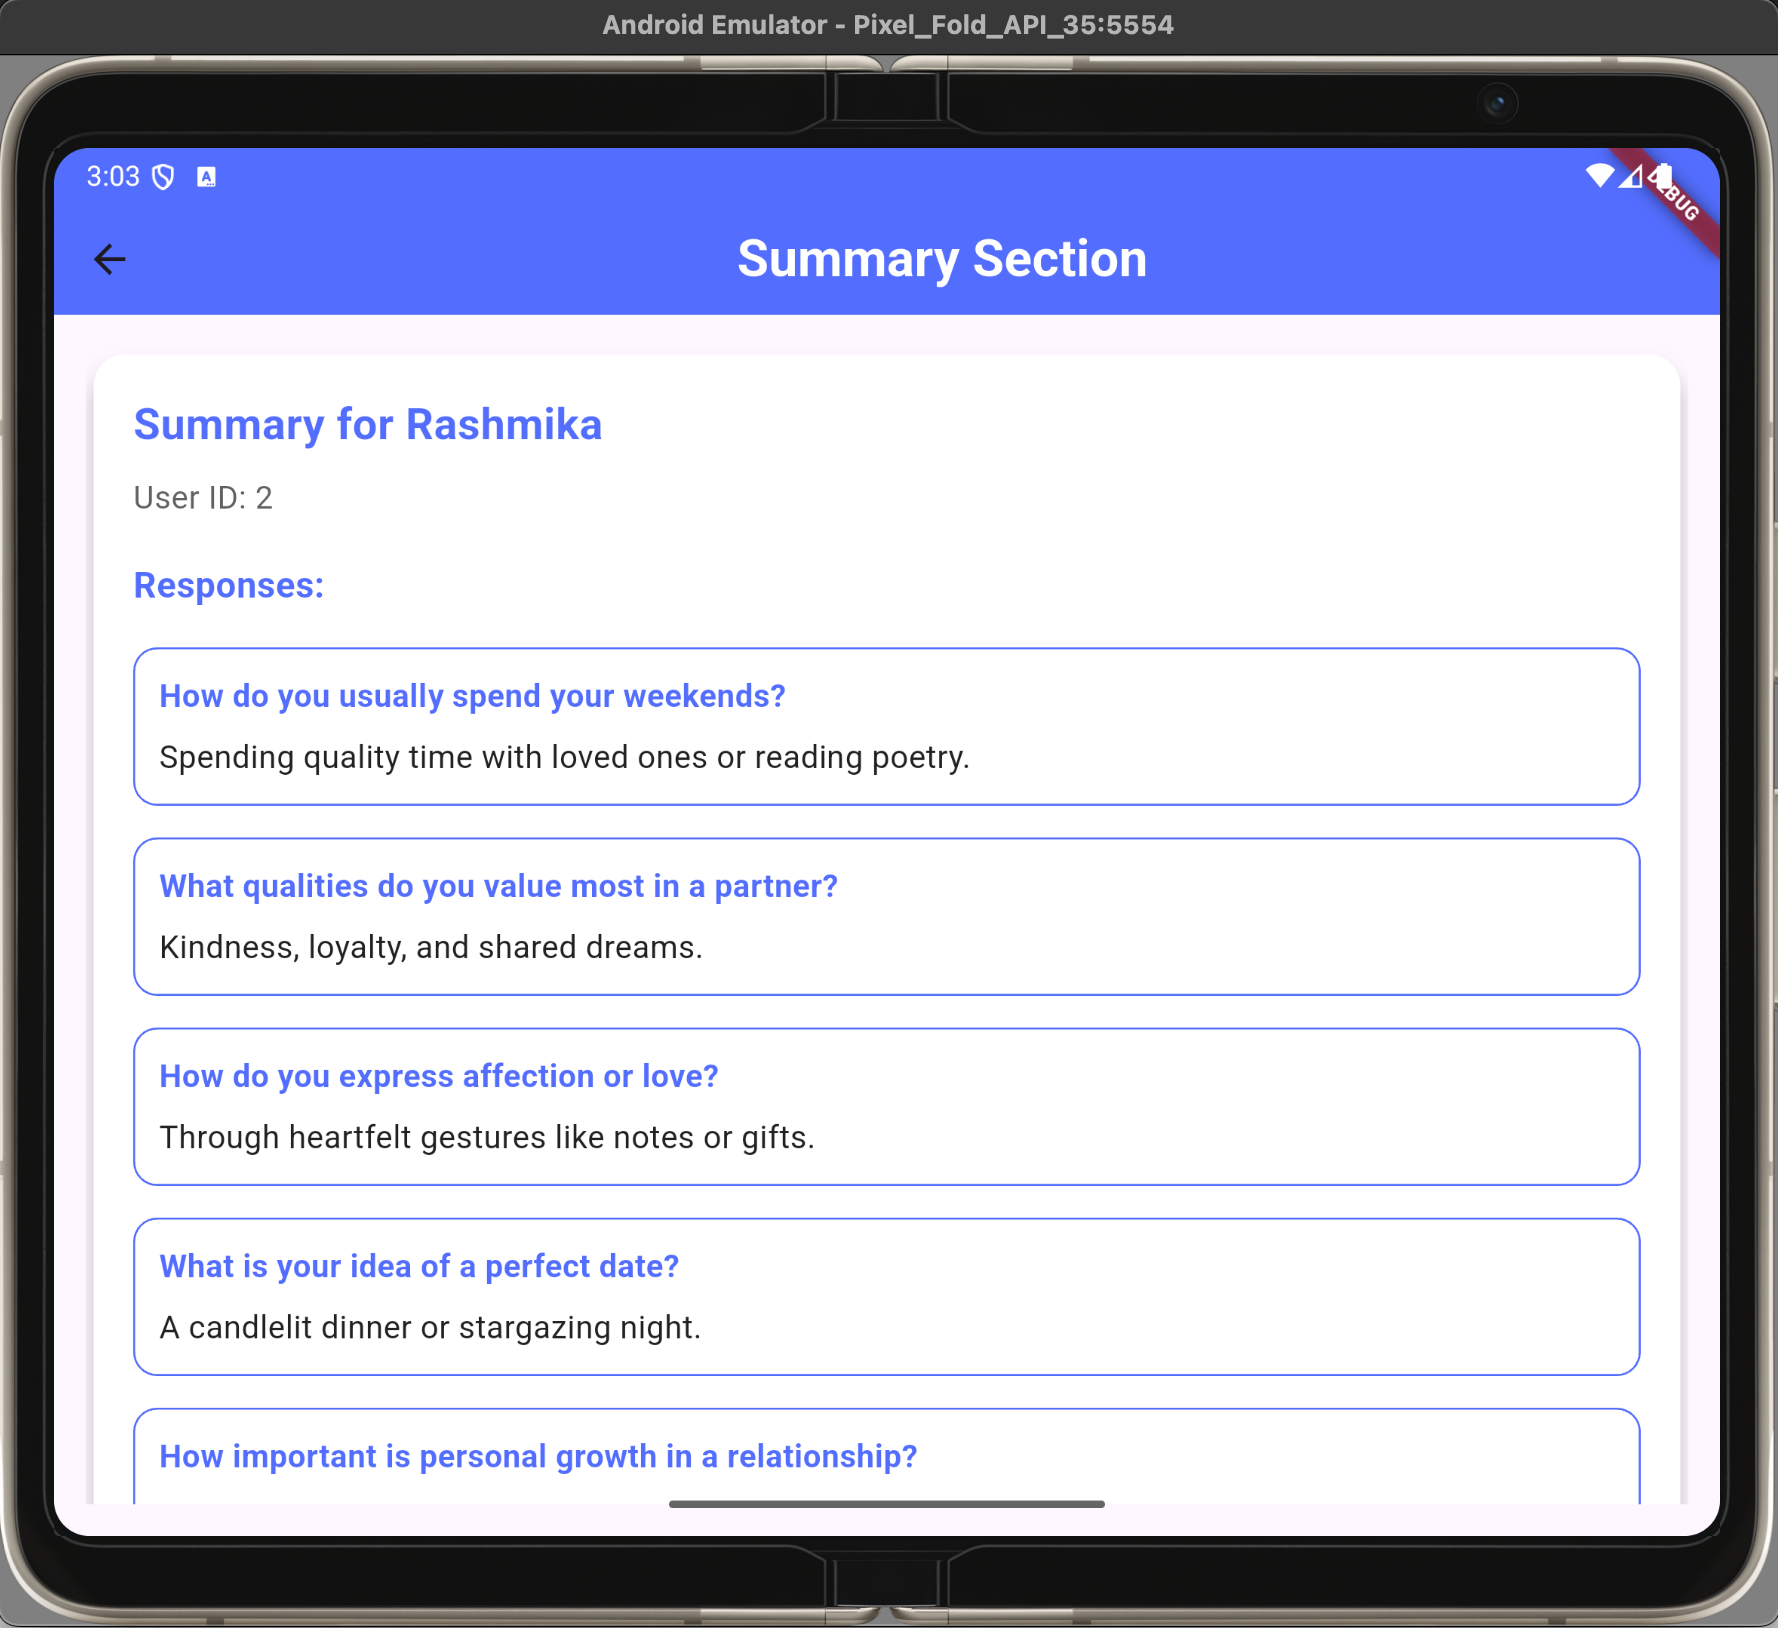 Android Emulator - Pixel_Fold_API_35:5554
3:03
A
DEBUG
Summary Section
Summary for Rashmika
User ID: 2
Responses:
How do you usually spend your weekends?
Spending quality time with loved ones or reading poetry.
What qualities do you value most in a partner?
Kindness, loyalty, and shared dreams.
How do you express affection or love?
Through heartfelt gestures like notes or gifts.
What is your idea of a perfect date?
A candlelit dinner or stargazing night.
How important is personal growth in a relationship?